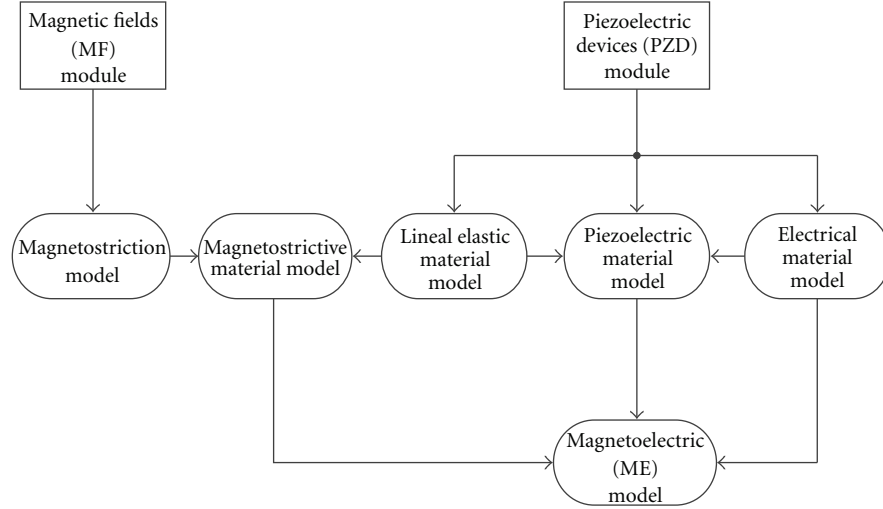 Magnetic fields
(MF)
module
Piezoelectric
devices (PZD)
module
Magnetostriction
model
Magnetostrictive
material model
Lineal elastic
material
model
Piezoelectric
material
model
Electrical
material
model
Magnetoelectric
(ME)
model